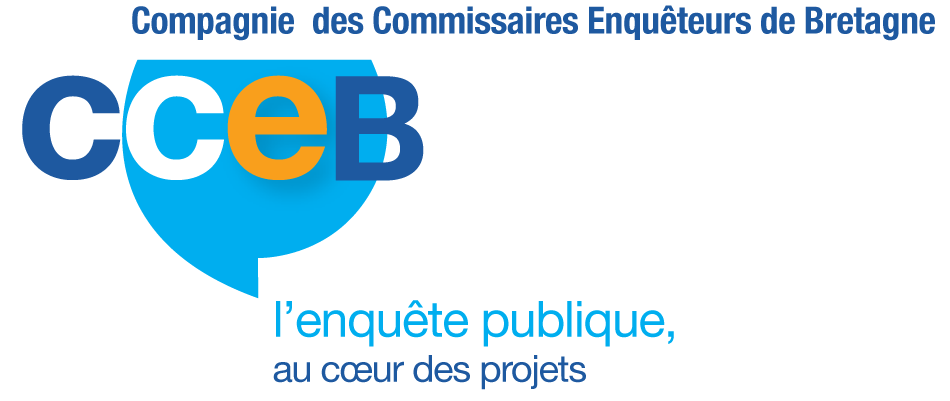 Compagnie des Commissaires Enquêteurs de Bretagne
cceB
l'enquête publique,
au cœur des projets